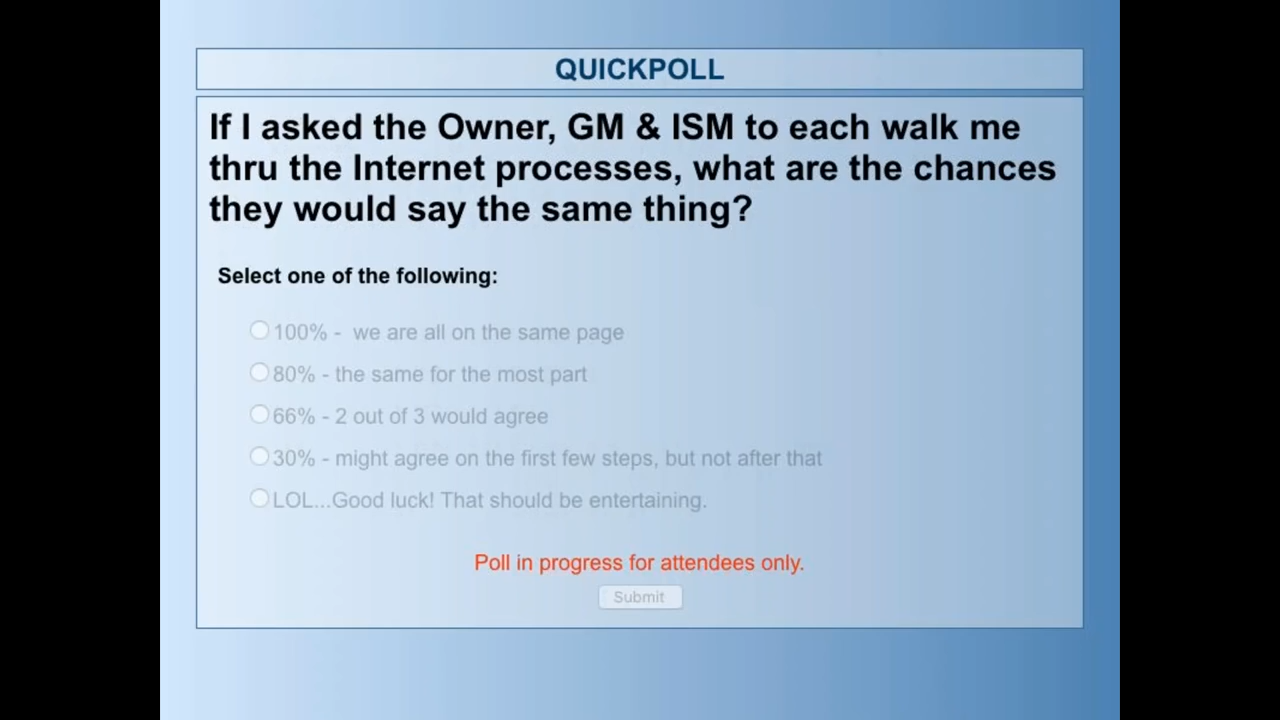 QUICKPOLL
If I asked the Owner, GM & ISM to each walk me
thru the Internet processes, what are the chances
they would say the same thing?
Select one of the following:
100% -  we are all on the same page
80% - the same for the most part
66% - 2 out of 3 would agree
30% - might agree on the first few steps, but not after that
LOL...Good luck! That should be entertaining.
Poll in progress for attendees only.
Submit